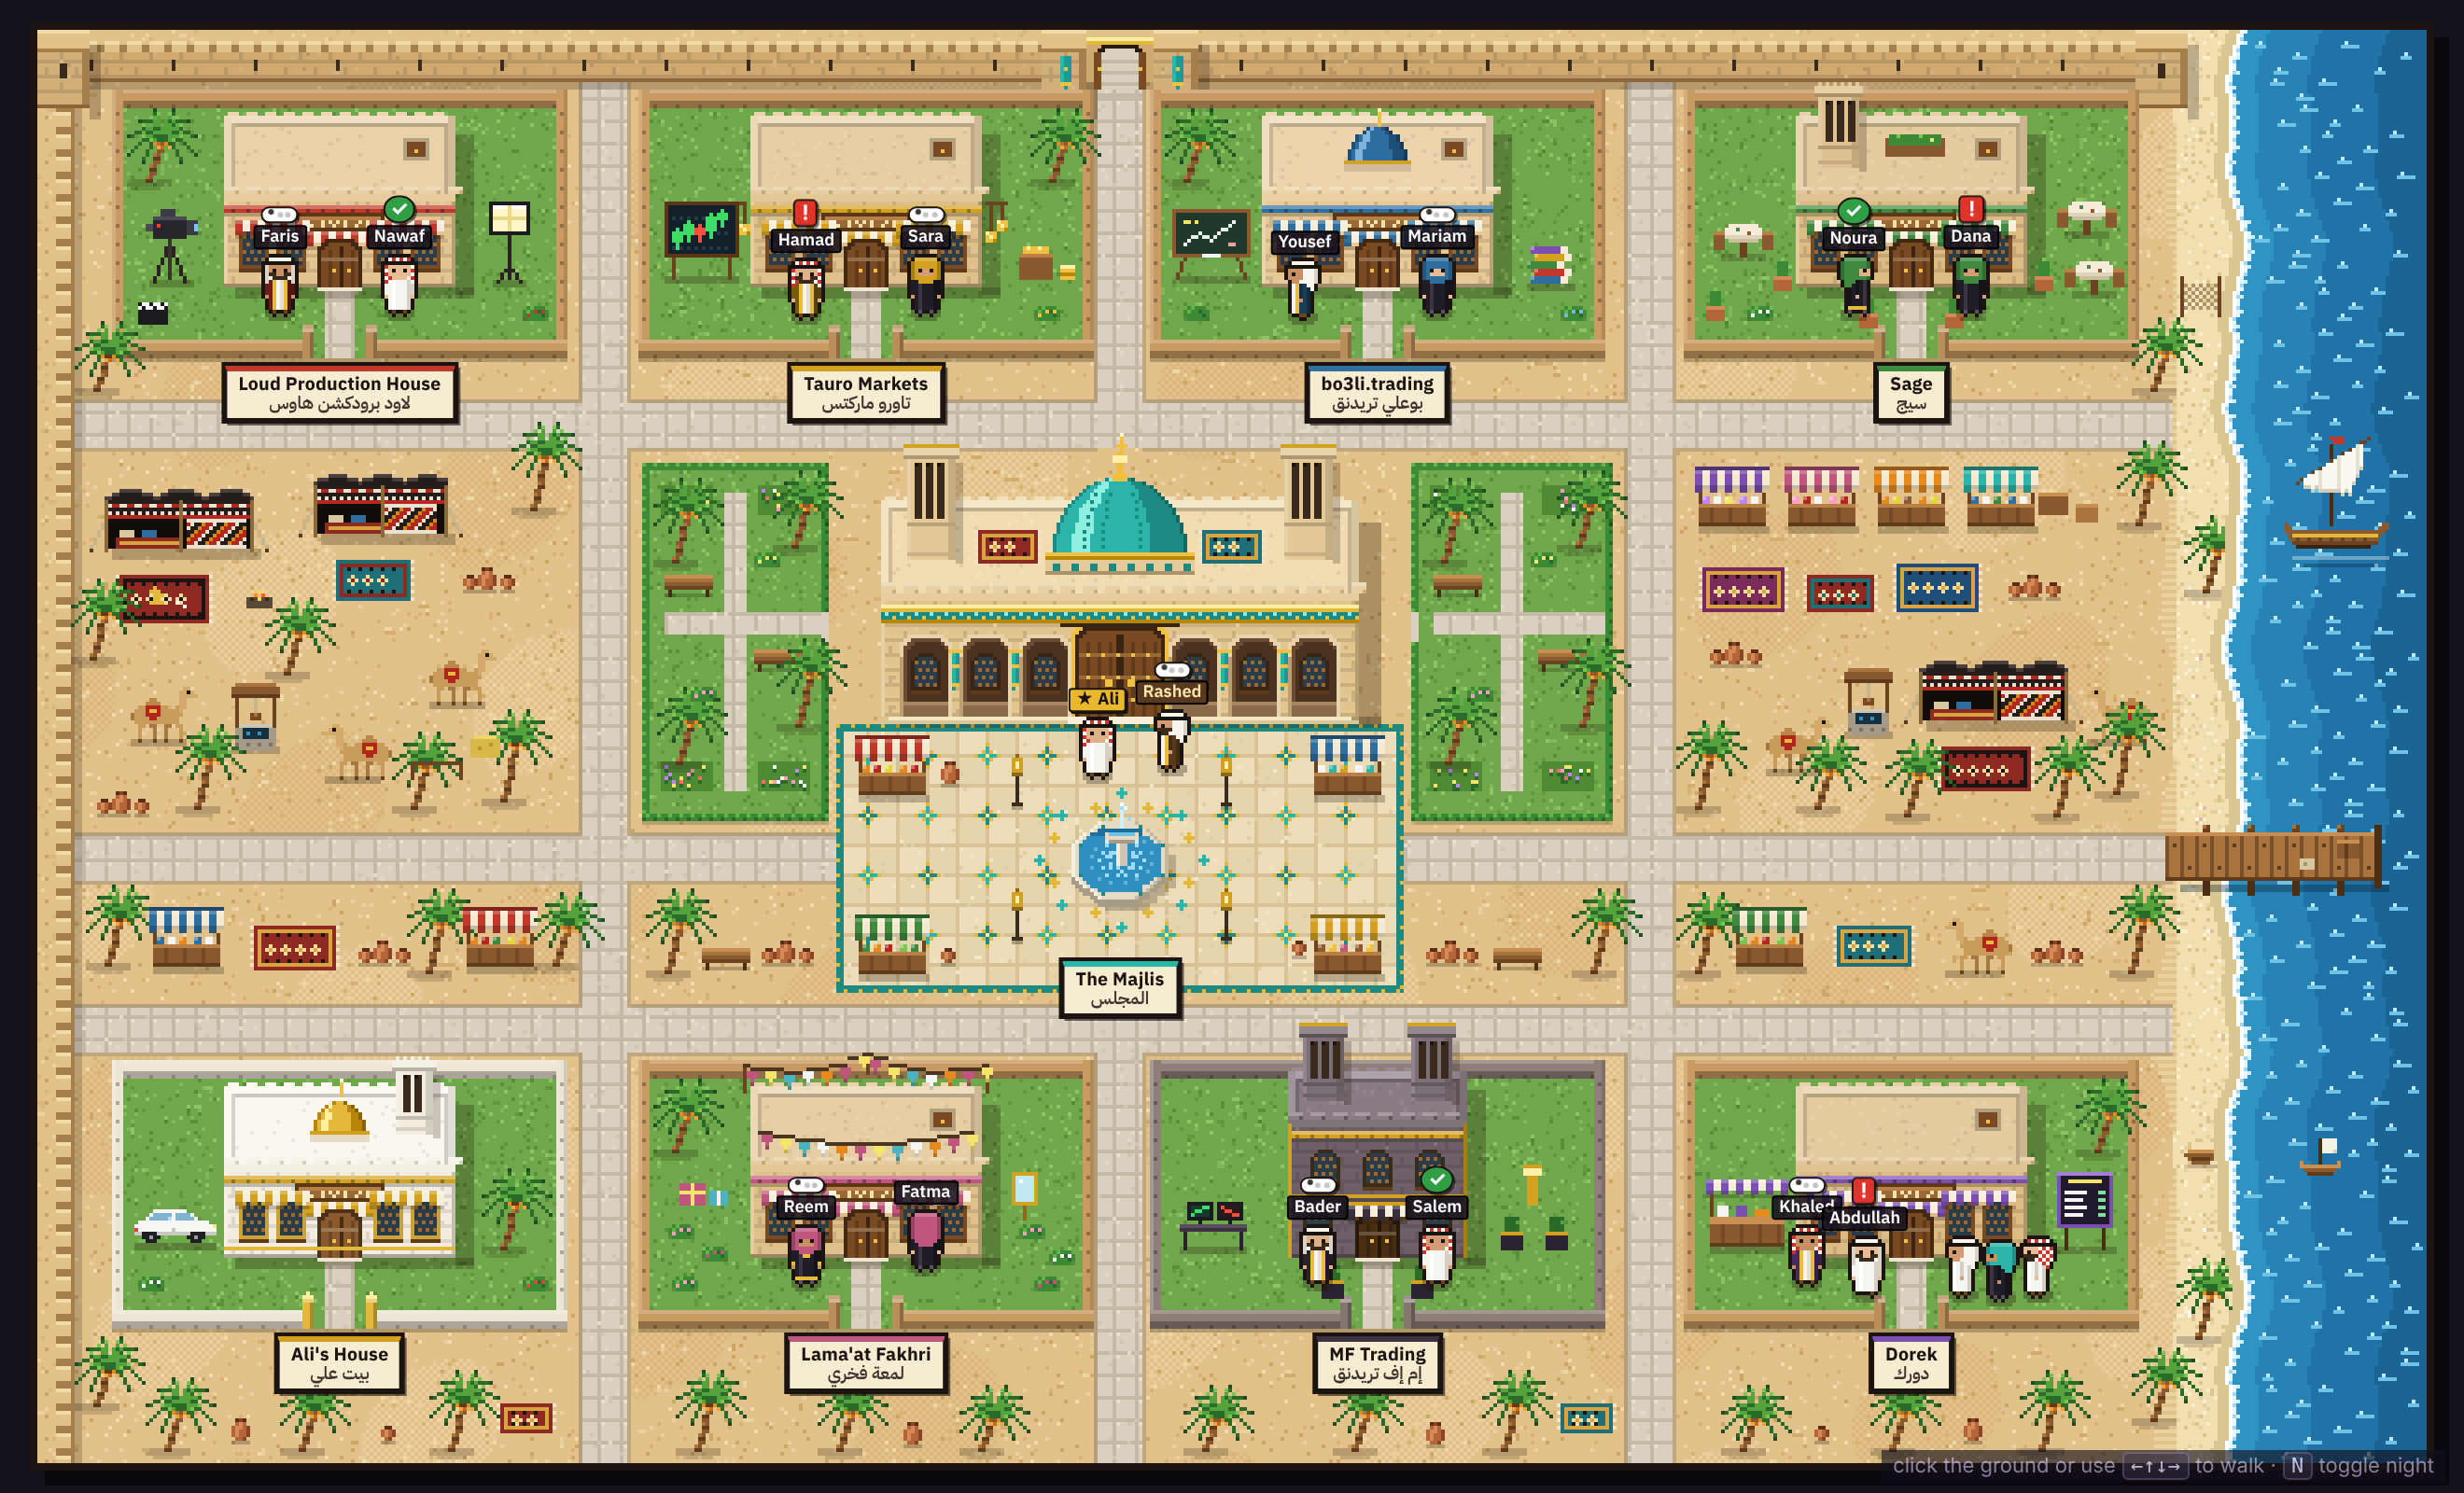 Faris
Nawaf
Hamad
Sara
Yousef
Mariam
Noura
Dana
Loud Production House
لاود برودكشن هاوس
Tauro Markets
تاورو ماركتس
bo3li.trading
بوعلي تريدنق
Sage
سيج
★ Ali
Rashed
The Majlis
المجلس
Reem
Fatma
Bader
Salem
Khaled
Abdullah
Ali's House
بيت علي
Lama'at Fakhri
لمعة فخري
MF Trading
إم إف تريدنق
Dorek
دورك
click the ground or use ←↑↓→ to walk · N toggle night